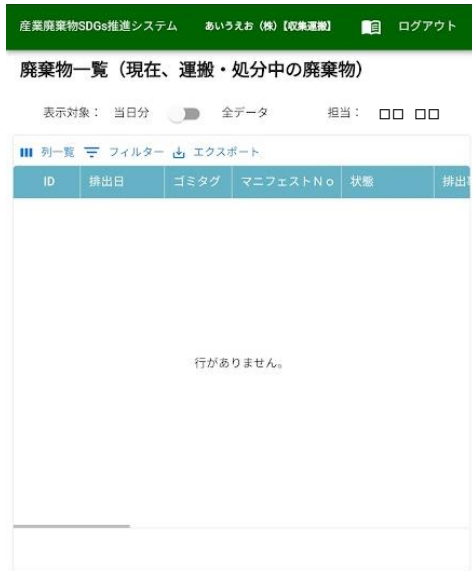 産業廃棄物SDGs推進システム あいうえお（株）【収集運搬】 ログアウト
廃棄物一覧（現在、運搬・処分中の廃棄物）
表示対象： 当日分 全データ 担当： □□ □□
列一覧 フィルター エクスポート
ID 排出日 ゴミタグ マニフェストＮｏ 状態 排出
行がありません。